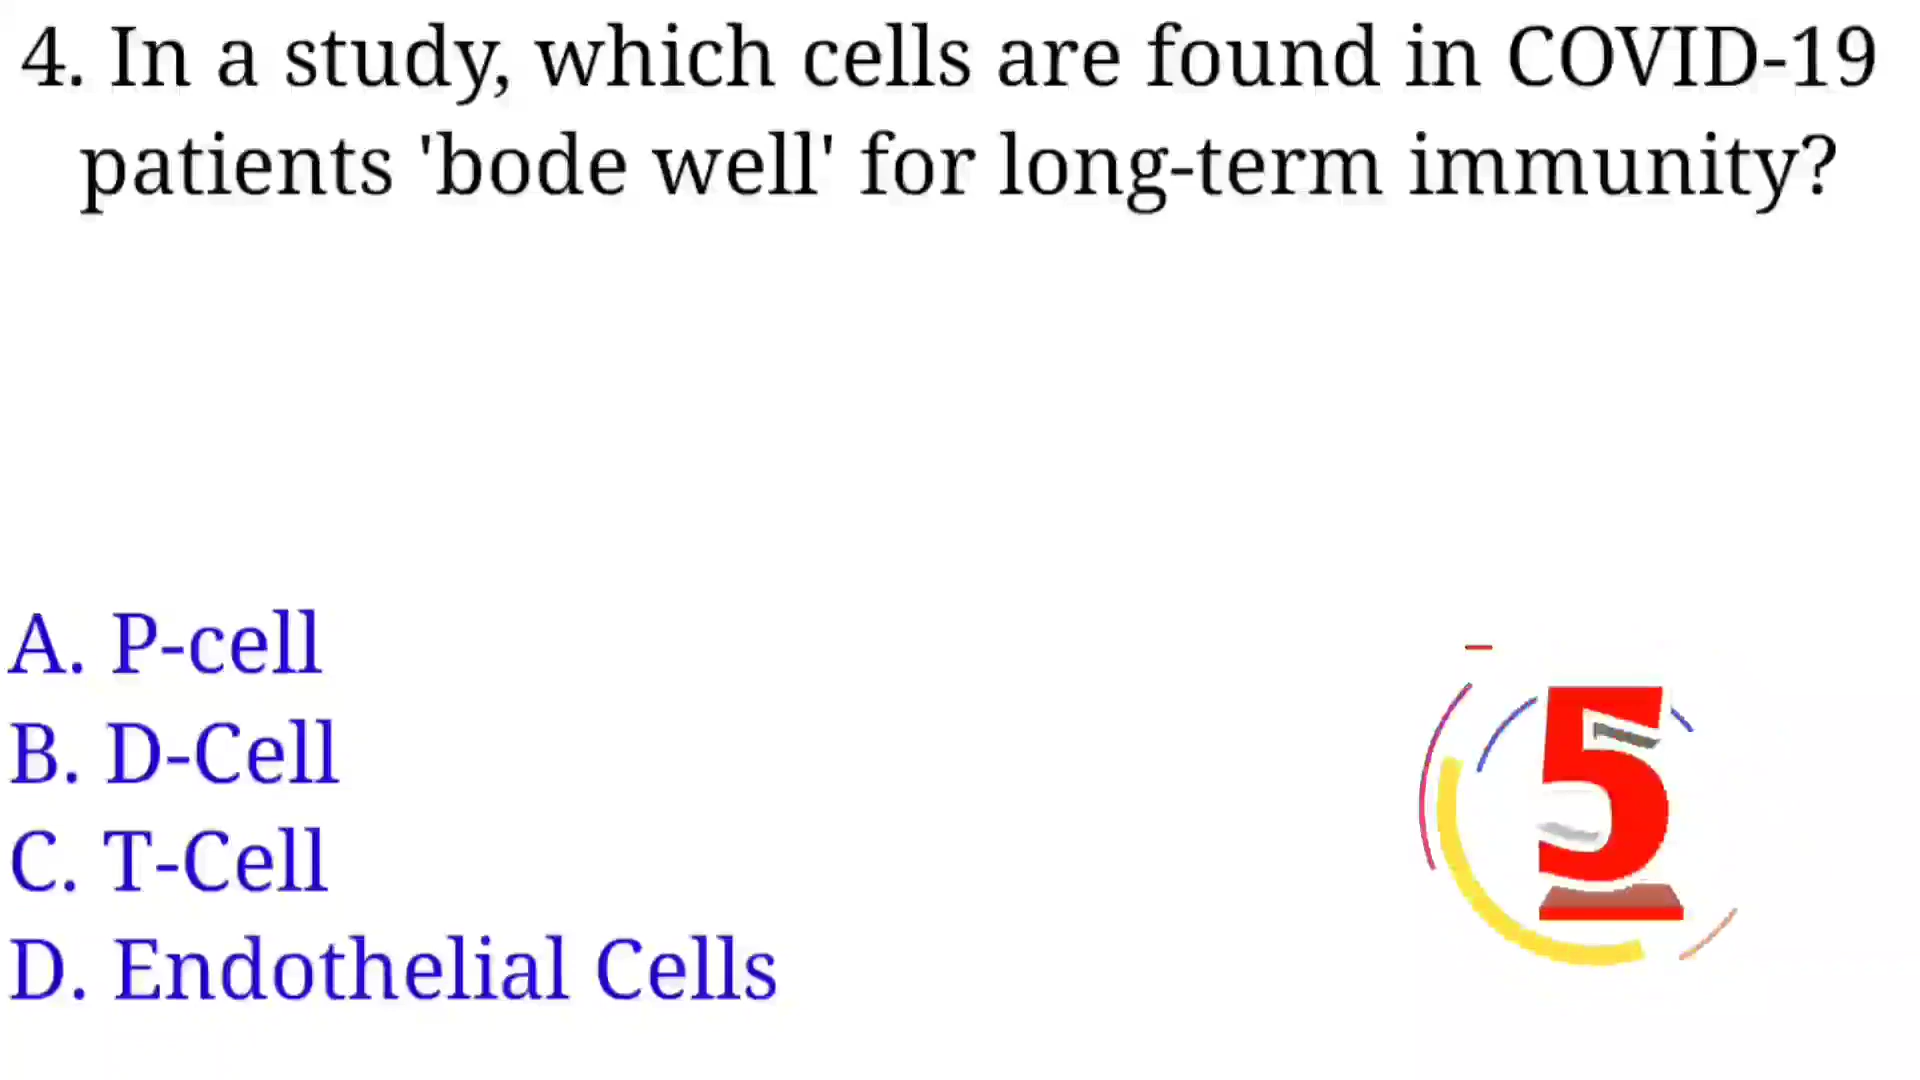 4. In a study, which cells are found in COVID-19
patients 'bode well' for long-term immunity?
A. P-cell
B. D-Cell
C. T-Cell
D. Endothelial Cells
5